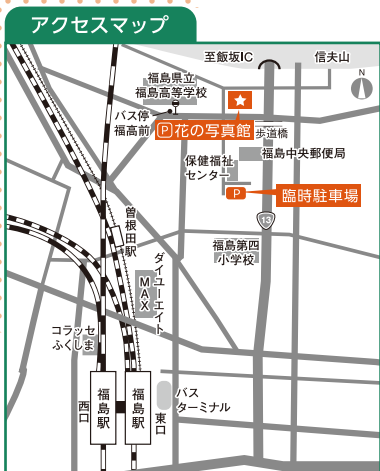 アクセスマップ
至飯坂IC
信夫山
N
福島県立
福島高等学校
バス停
福高前
P花の写真館
歩道橋
福島中央郵便局
保健福祉
センター
P
臨時駐車場
13
曽根田駅
福島第四
小学校
ダイユーエイト
MAX
コラッセ
ふくしま
西口
福島駅
福島駅
東口
バス
ターミナル